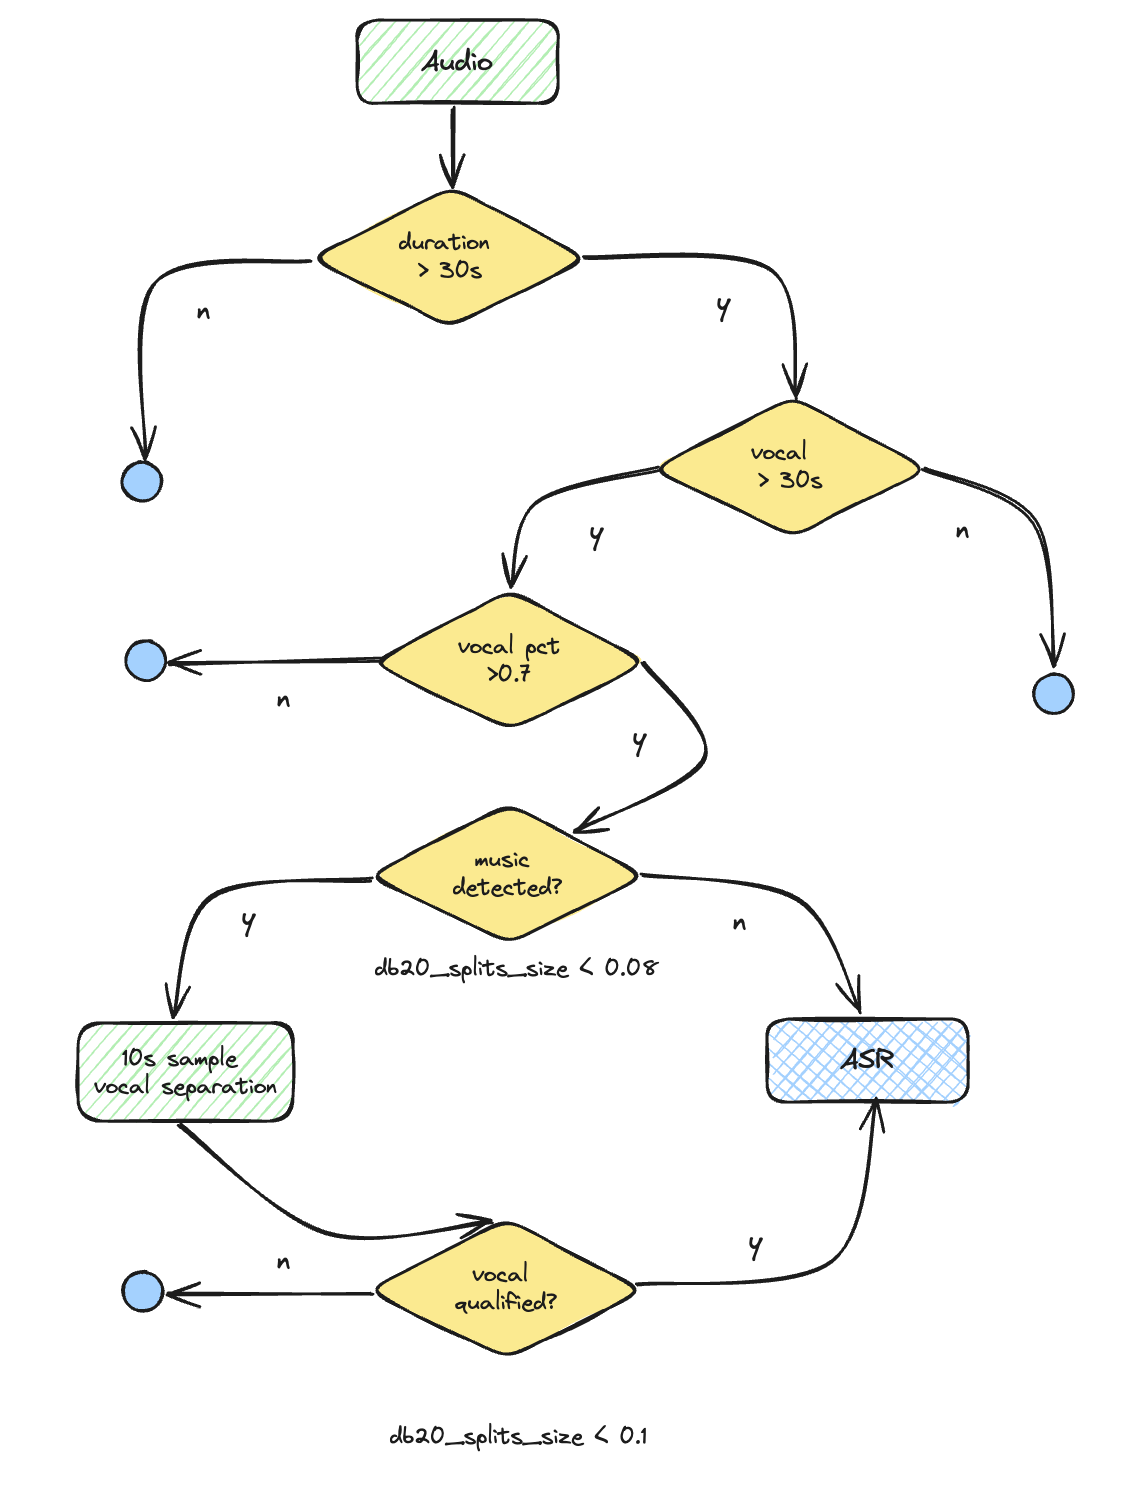 Audio
duration
> 30s
n
y
vocal
> 30s
y
n
vocal pct
>0.7
n
y
music
detected?
y
n
db20_splits_size < 0.08
10s sample
vocal separation
ASR
n
y
vocal
qualified?
db20_splits_size < 0.1